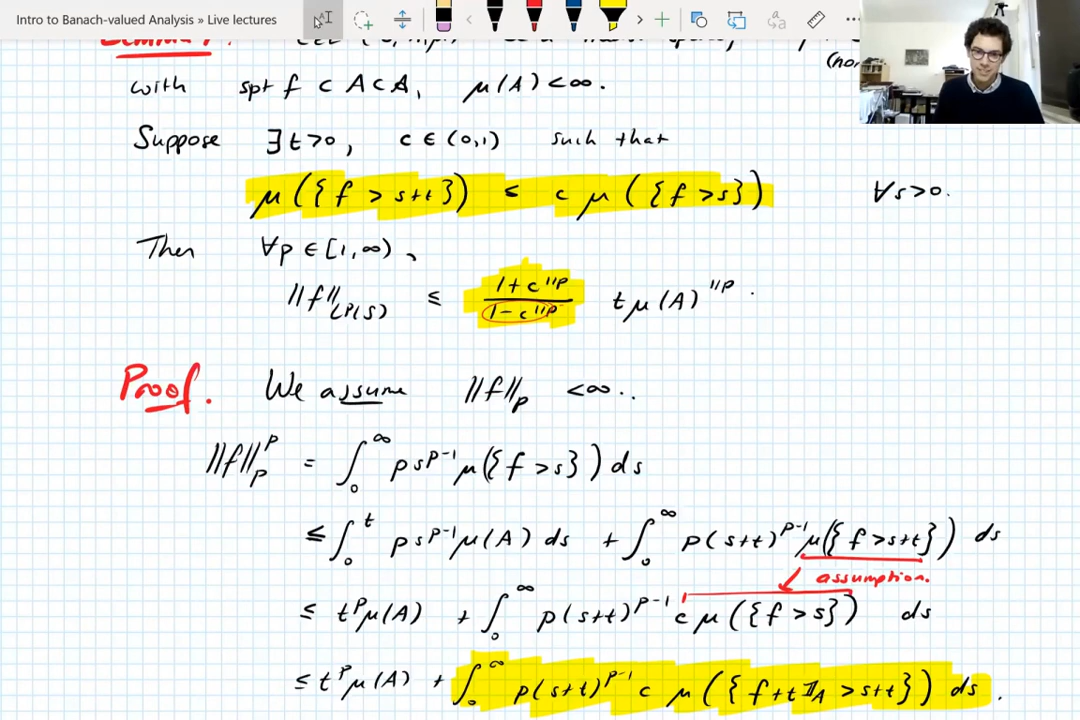 Intro to Banach-valued Analysis » Live lectures
with spt f ⊂ A ⊂ A, μ(A) < ∞.
Suppose ∃ t > 0, c ∈ (0,1) such that
μ({f > s+t}) ≤ c μ({f > s}) ∀ s > 0.
Then ∀ p ∈ [1, ∞),
‖f‖_{L^p(S)} ≤ (1 + c^{1/p})/(1 - c^{1/p}) t μ(A)^{1/p}.
Proof. We assume ‖f‖_p < ∞..
‖f‖_p^p = ∫_0^∞ p s^{p-1} μ({f > s}) ds
≤ ∫_0^t p s^{p-1} μ(A) ds + ∫_0^∞ p(s+t)^{p-1} μ({f > s+t}) ds
assumption.
≤ t^p μ(A) + ∫_0^∞ p(s+t)^{p-1} c μ({f > s}) ds
≤ t^p μ(A) + ∫_0^∞ p(s+t)^{p-1} c μ({f + t 𝟙_A > s+t}) ds.